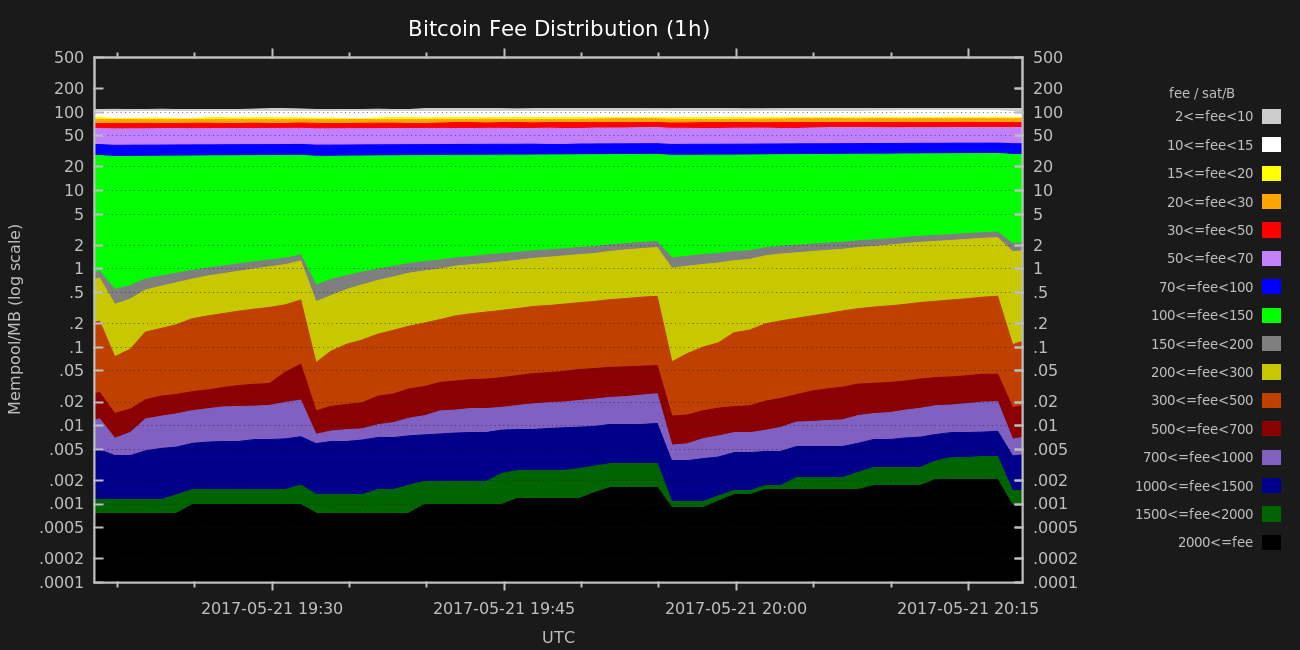 Bitcoin Fee Distribution (1h)
Mempool/MB (log scale)
500
200
100
50
20
10
5
2
1
.5
.2
.1
.05
.02
.01
.005
.002
.001
.0005
.0002
.0001
500
200
100
50
20
10
5
2
1
.5
.2
.1
.05
.02
.01
.005
.002
.001
.0005
.0002
.0001
2017-05-21 19:30
2017-05-21 19:45
2017-05-21 20:00
2017-05-21 20:15
UTC
fee / sat/B
2<=fee<10
10<=fee<15
15<=fee<20
20<=fee<30
30<=fee<50
50<=fee<70
70<=fee<100
100<=fee<150
150<=fee<200
200<=fee<300
300<=fee<500
500<=fee<700
700<=fee<1000
1000<=fee<1500
1500<=fee<2000
2000<=fee